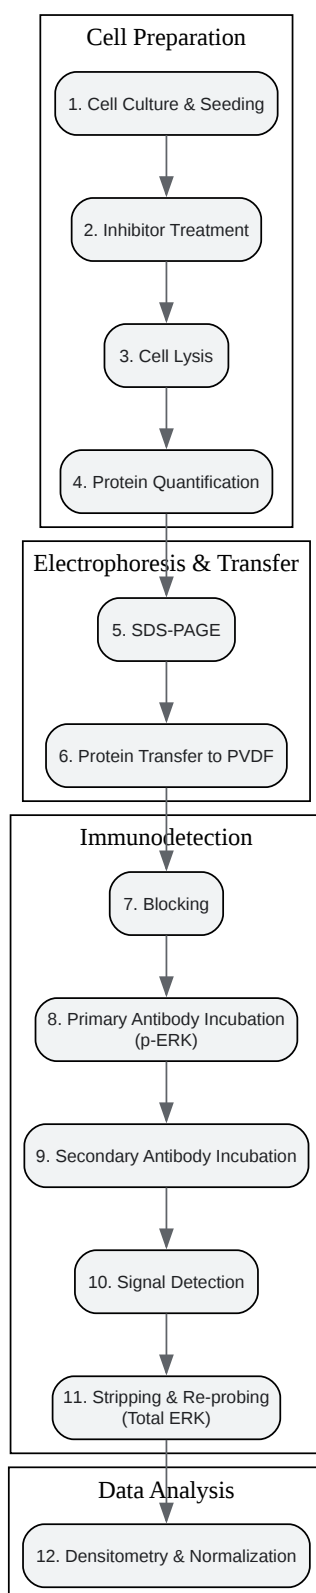 Cell Preparation
1. Cell Culture & Seeding
2. Inhibitor Treatment
3. Cell Lysis
4. Protein Quantification
Electrophoresis & Transfer
5. SDS-PAGE
6. Protein Transfer to PVDF
Immunodetection
7. Blocking
8. Primary Antibody Incubation
(p-ERK)
9. Secondary Antibody Incubation
10. Signal Detection
11. Stripping & Re-probing
(Total ERK)
Data Analysis
12. Densitometry & Normalization